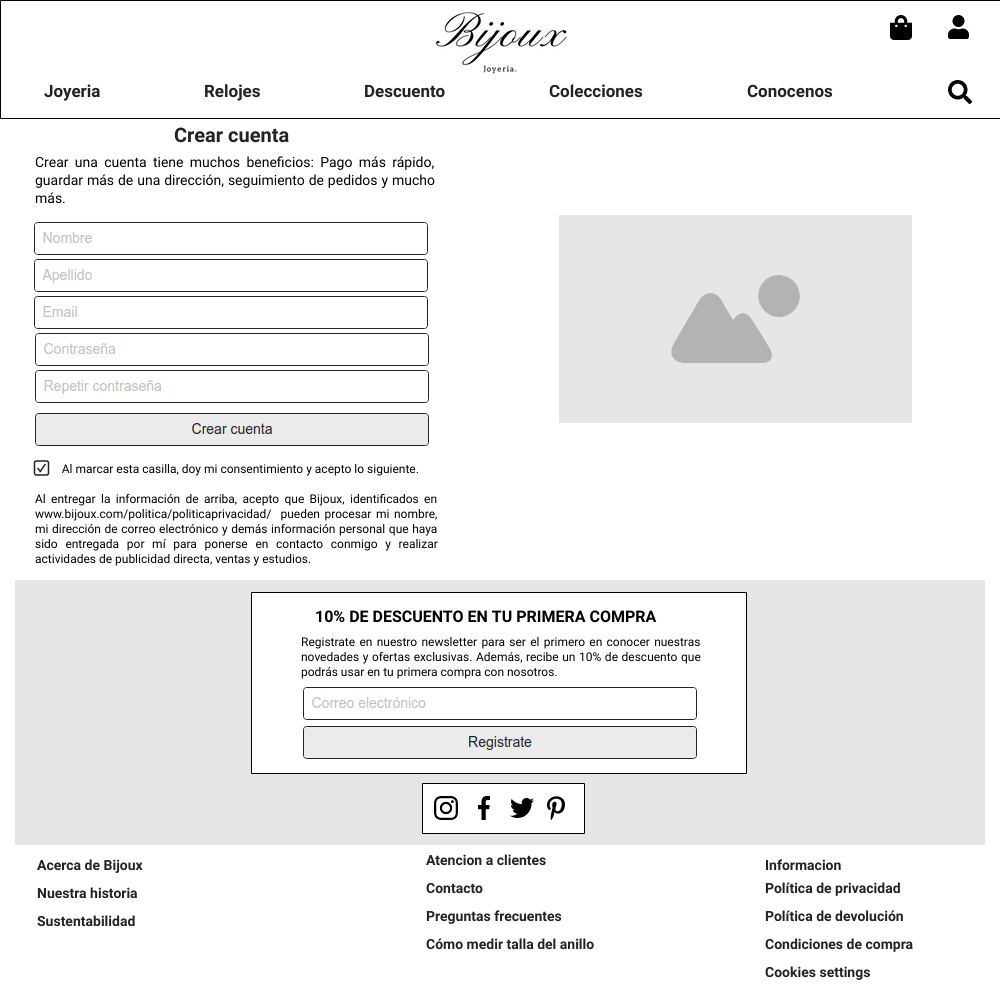 Bijoux
Joyería.
Joyeria
Relojes
Descuento
Colecciones
Conocenos
Crear cuenta
Crear una cuenta tiene muchos beneficios: Pago más rápido,
guardar más de una dirección, seguimiento de pedidos y mucho
más.
Nombre
Apellido
Email
Contraseña
Repetir contraseña
Crear cuenta
Al marcar esta casilla, doy mi consentimiento y acepto lo siguiente.
Al entregar la información de arriba, acepto que Bijoux, identificados en
www.bijoux.com/politica/politicaprivacidad/ pueden procesar mi nombre,
mi dirección de correo electrónico y demás información personal que haya
sido entregada por mí para ponerse en contacto conmigo y realizar
actividades de publicidad directa, ventas y estudios.
10% DE DESCUENTO EN TU PRIMERA COMPRA
Registrate en nuestro newsletter para ser el primero en conocer nuestras
novedades y ofertas exclusivas. Además, recibe un 10% de descuento que
podrás usar en tu primera compra con nosotros.
Correo electrónico
Registrate
Acerca de Bijoux
Nuestra historia
Sustentabilidad
Atencion a clientes
Contacto
Preguntas frecuentes
Cómo medir talla del anillo
Informacion
Política de privacidad
Política de devolución
Condiciones de compra
Cookies settings